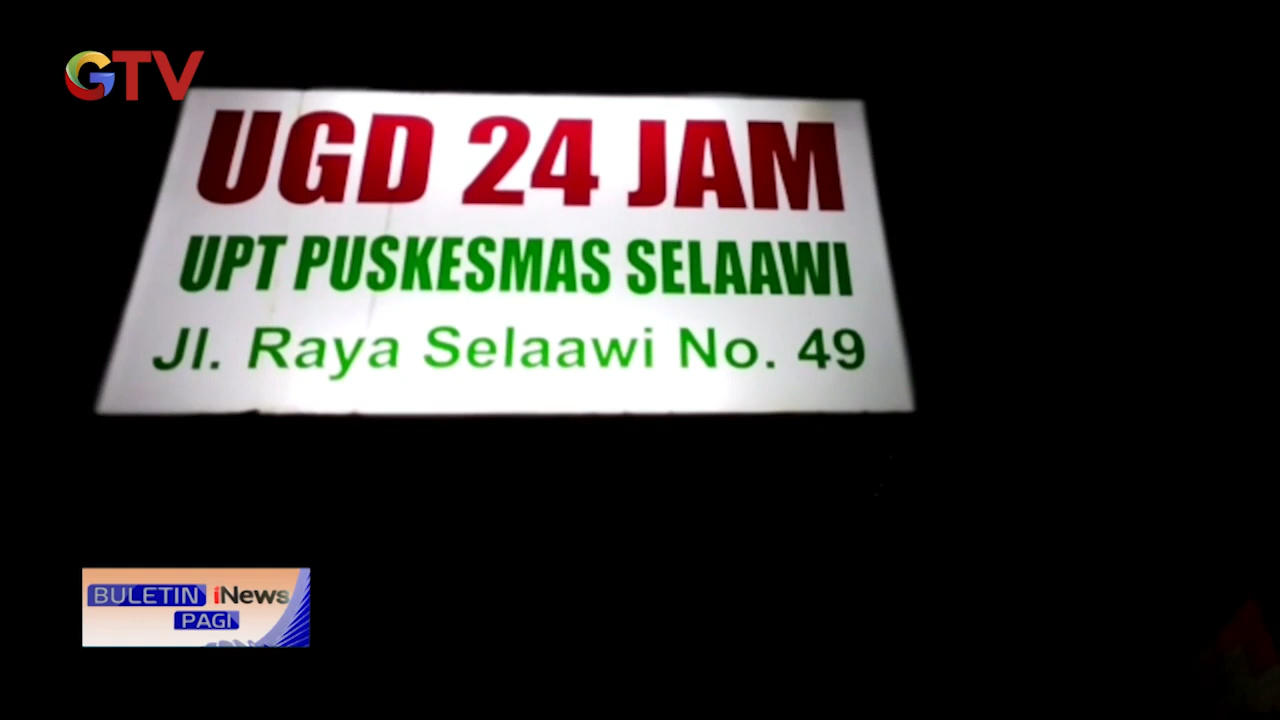 GTV
UGD 24 JAM
UPT PUSKESMAS SELAAWI
Jl. Raya Selaawi No. 49
BULETIN iNews
PAGI